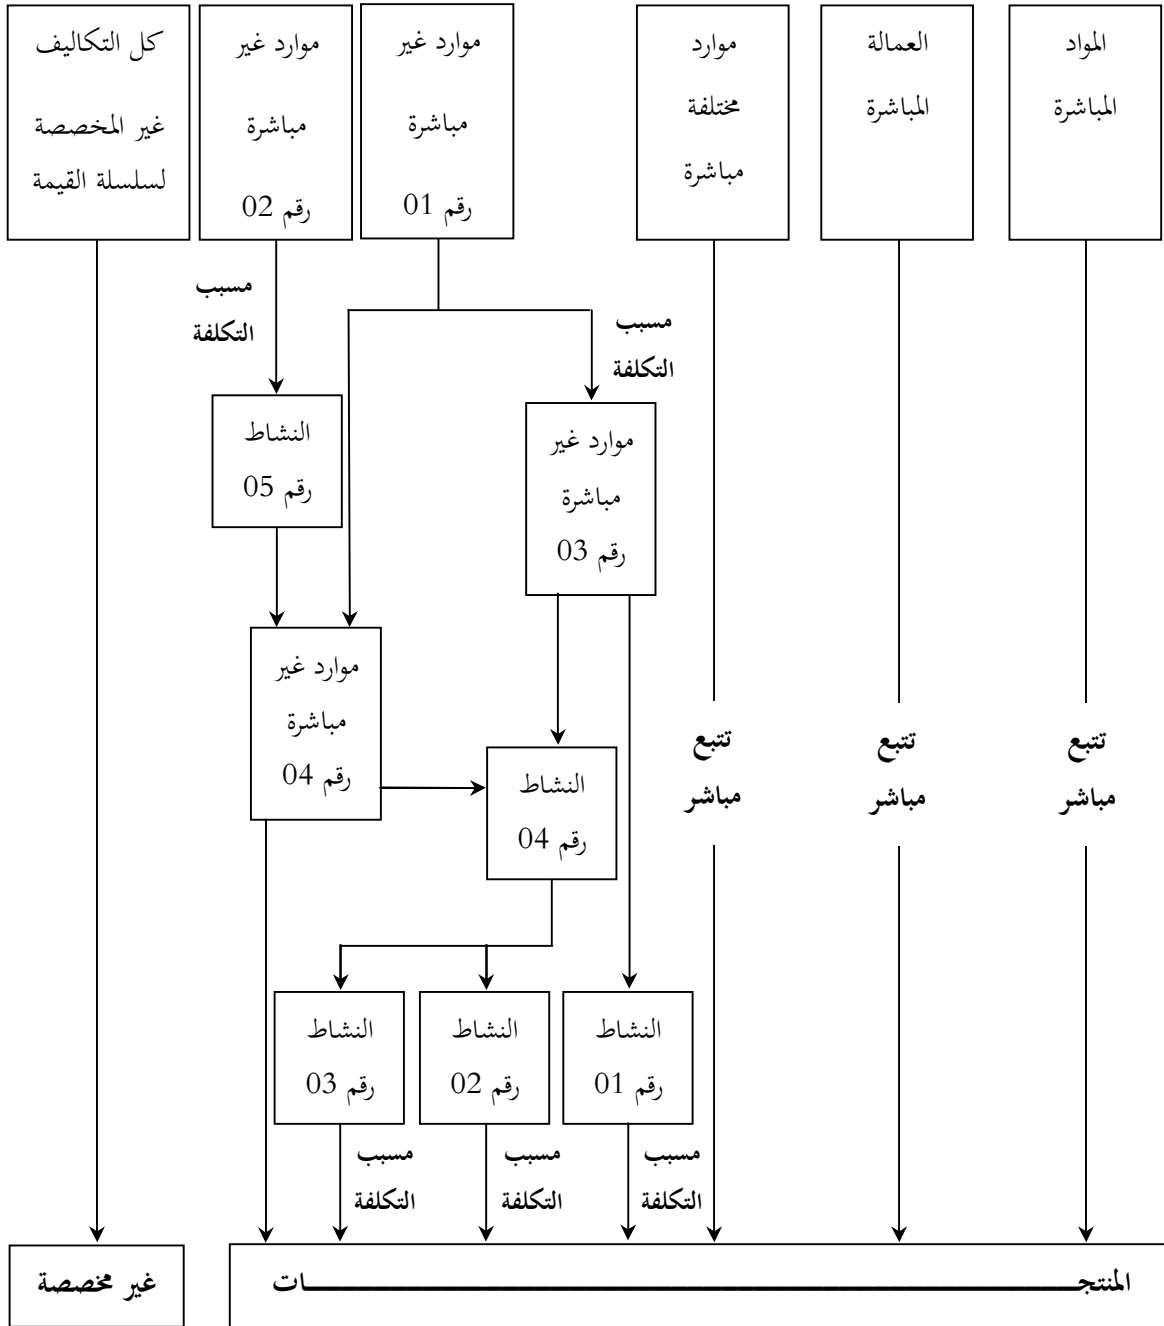 المواد
المباشرة
العمالة
المباشرة
موارد
مختلفة
مباشرة
موارد غير
مباشرة
رقم 01
موارد غير
مباشرة
رقم 02
كل التكاليف
غير المخصصة
لسلسلة القيمة
مسبب
التكلفة
مسبب
التكلفة
موارد غير
مباشرة
رقم 03
النشاط
رقم 05
موارد غير
مباشرة
رقم 04
تتبع
مباشر
تتبع
مباشر
تتبع
مباشر
النشاط
رقم 04
النشاط
رقم 01
النشاط
رقم 02
النشاط
رقم 03
مسبب
التكلفة
مسبب
التكلفة
مسبب
التكلفة
المنتجـــــــــــــات
غير مخصصة